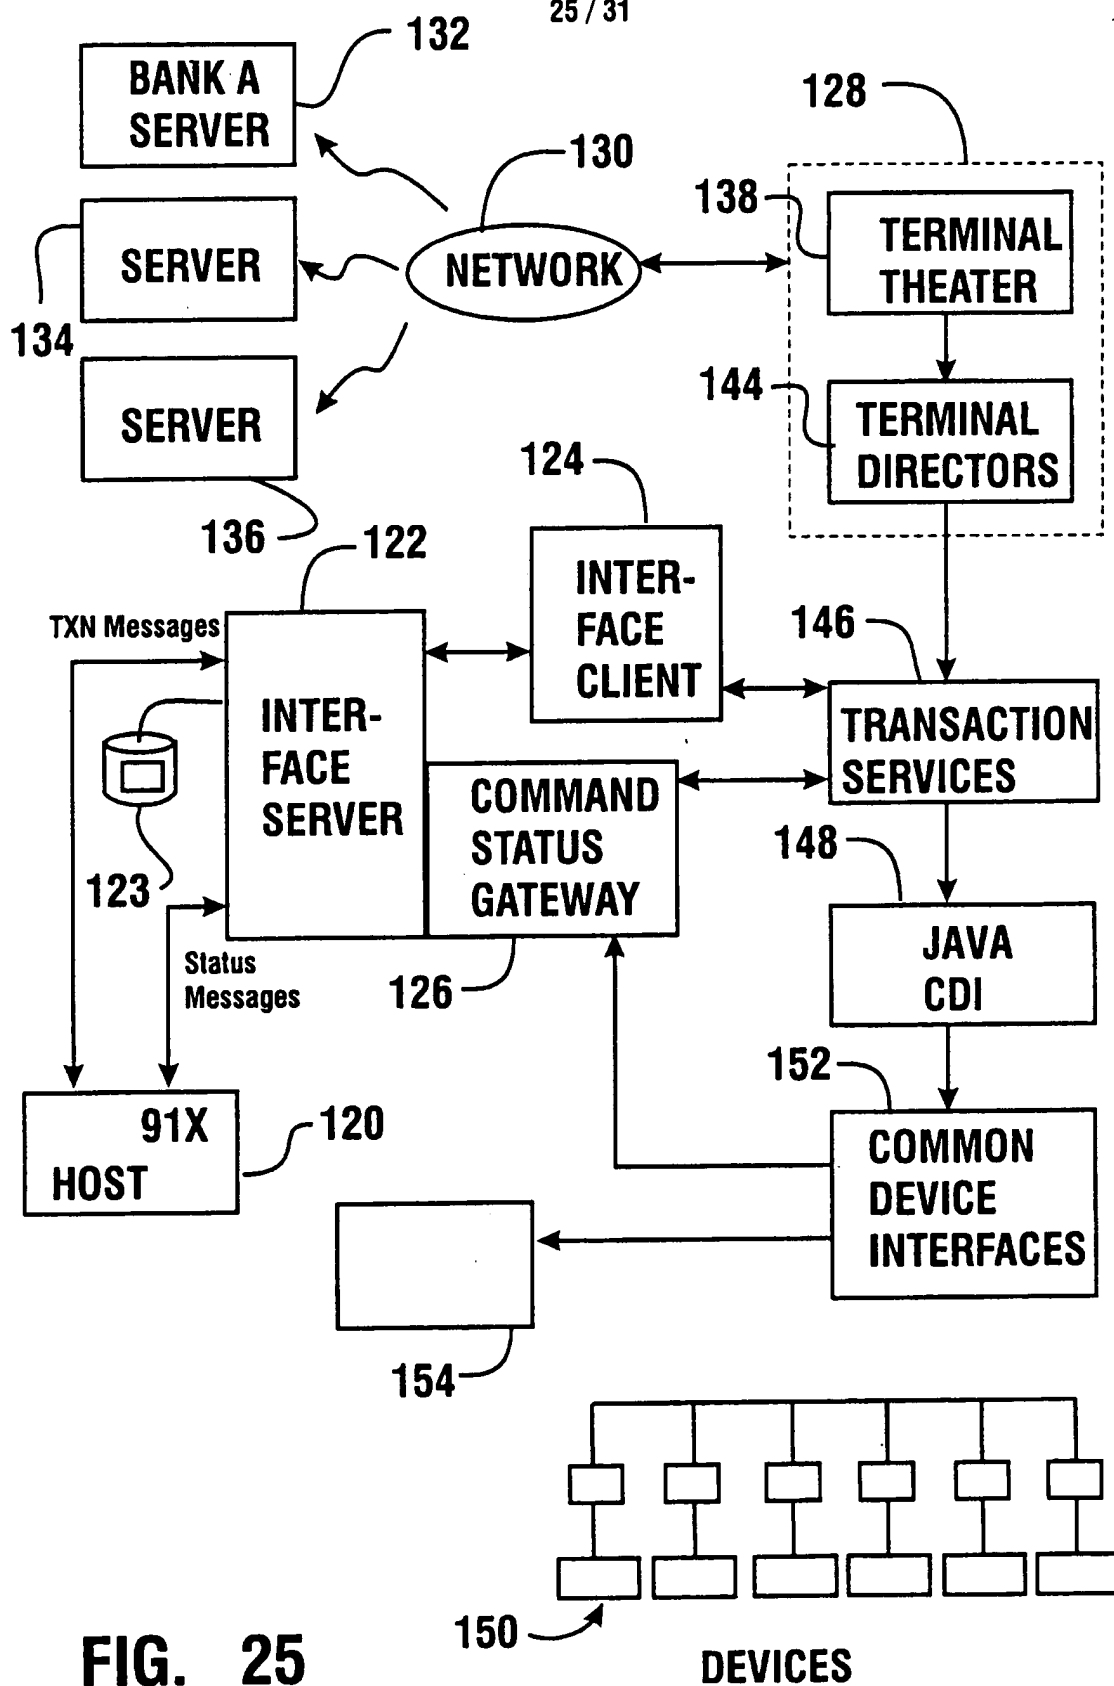 25 / 31
132
BANK A
SERVER
128
130
138
TERMINAL
THEATER
SERVER
NETWORK
134
144
TERMINAL
DIRECTORS
SERVER
124
136
122
INTER-
FACE
CLIENT
TXN Messages
146
INTER-
FACE
SERVER
TRANSACTION
SERVICES
COMMAND
STATUS
GATEWAY
148
123
JAVA
CDI
Status
Messages
126
152
91X
HOST
120
COMMON
DEVICE
INTERFACES
154
150
DEVICES
FIG. 25